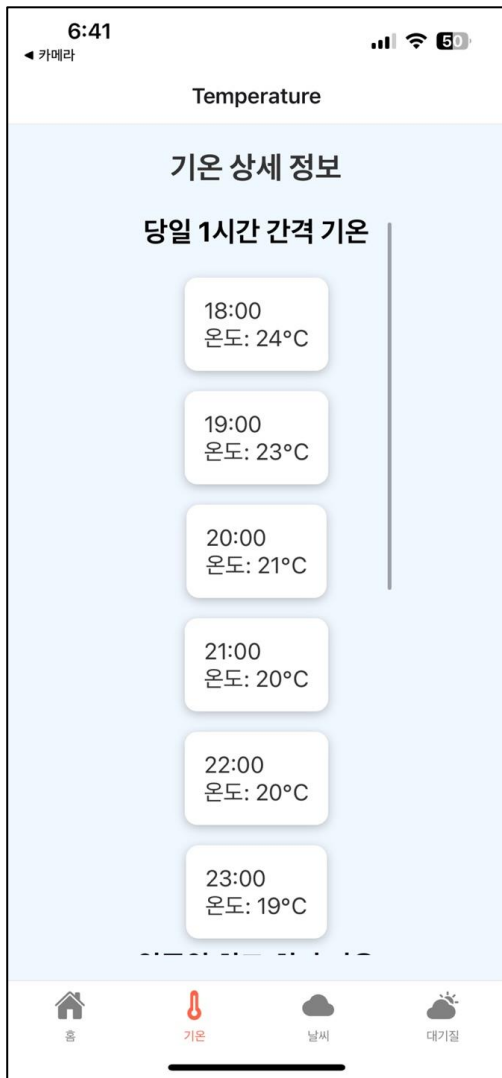 6:41
50
◀ 카메라
Temperature
기온 상세 정보
당일 1시간 간격 기온
18:00
온도: 24°C
19:00
온도: 23°C
20:00
온도: 21°C
21:00
온도: 20°C
22:00
온도: 20°C
23:00
온도: 19°C
홈
기온
날씨
대기질